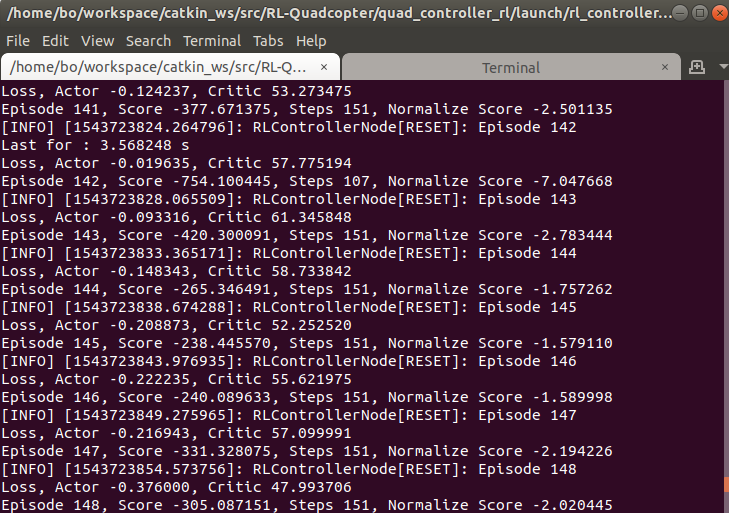 /home/bo/workspace/catkin_ws/src/RL-Quadcopter/quad_controller_rl/launch/rl_controller...
File Edit View Search Terminal Tabs Help
/home/bo/workspace/catkin_ws/src/RL-Q... × Terminal ×
Loss, Actor -0.124237, Critic 53.273475
Episode 141, Score -377.671375, Steps 151, Normalize Score -2.501135
[INFO] [1543723824.264796]: RLControllerNode[RESET]: Episode 142
Last for : 3.568248 s
Loss, Actor -0.019635, Critic 57.775194
Episode 142, Score -754.100445, Steps 107, Normalize Score -7.047668
[INFO] [1543723828.065509]: RLControllerNode[RESET]: Episode 143
Loss, Actor -0.093316, Critic 61.345848
Episode 143, Score -420.300091, Steps 151, Normalize Score -2.783444
[INFO] [1543723833.365171]: RLControllerNode[RESET]: Episode 144
Loss, Actor -0.148343, Critic 58.733842
Episode 144, Score -265.346491, Steps 151, Normalize Score -1.757262
[INFO] [1543723838.674288]: RLControllerNode[RESET]: Episode 145
Loss, Actor -0.208873, Critic 52.252520
Episode 145, Score -238.445570, Steps 151, Normalize Score -1.579110
[INFO] [1543723843.976935]: RLControllerNode[RESET]: Episode 146
Loss, Actor -0.222235, Critic 55.621975
Episode 146, Score -240.089633, Steps 151, Normalize Score -1.589998
[INFO] [1543723849.275965]: RLControllerNode[RESET]: Episode 147
Loss, Actor -0.216943, Critic 57.099991
Episode 147, Score -331.328075, Steps 151, Normalize Score -2.194226
[INFO] [1543723854.573756]: RLControllerNode[RESET]: Episode 148
Loss, Actor -0.376000, Critic 47.993706
Episode 148, Score -305.087151, Steps 151, Normalize Score -2.020445